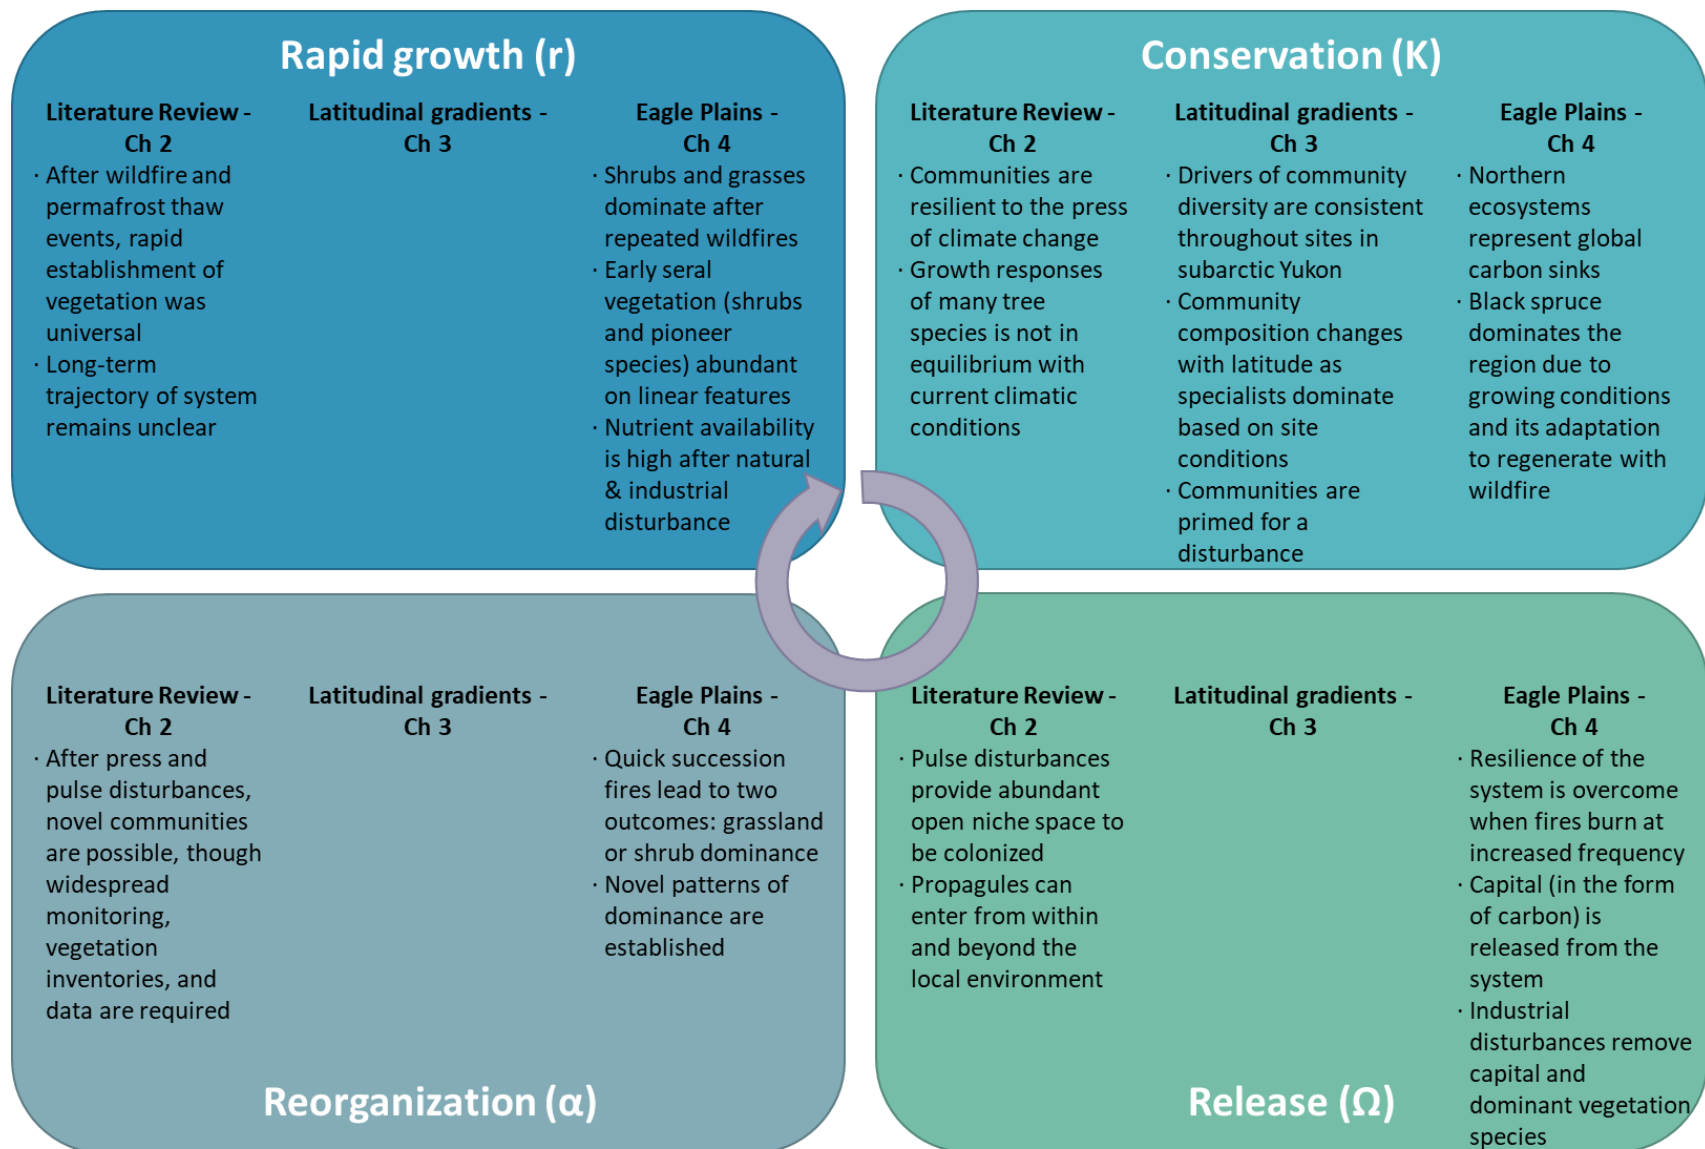 Rapid growth (r)
Literature Review -
Ch 2
· After wildfire and
permafrost thaw
events, rapid
establishment of
vegetation was
universal
· Long-term
trajectory of system
remains unclear
Latitudinal gradients -
Ch 3
Eagle Plains -
Ch 4
· Shrubs and grasses
dominate after
repeated wildfires
· Early seral
vegetation (shrubs
and pioneer
species) abundant
on linear features
· Nutrient availability
is high after natural
& industrial
disturbance
Conservation (K)
Literature Review -
Ch 2
· Communities are
resilient to the press
of climate change
· Growth responses
of many tree
species is not in
equilibrium with
current climatic
conditions
Latitudinal gradients -
Ch 3
· Drivers of community
diversity are consistent
throughout sites in
subarctic Yukon
· Community
composition changes
with latitude as
specialists dominate
based on site
conditions
· Communities are
primed for a
disturbance
Eagle Plains -
Ch 4
· Northern
ecosystems
represent global
carbon sinks
· Black spruce
dominates the
region due to
growing conditions
and its adaptation
to regenerate with
wildfire
Literature Review -
Ch 2
· After press and
pulse disturbances,
novel communities
are possible, though
widespread
monitoring,
vegetation
inventories, and
data are required
Latitudinal gradients -
Ch 3
Eagle Plains -
Ch 4
· Quick succession
fires lead to two
outcomes: grassland
or shrub dominance
· Novel patterns of
dominance are
established
Reorganization (α)
Literature Review -
Ch 2
· Pulse disturbances
provide abundant
open niche space to
be colonized
· Propagules can
enter from within
and beyond the
local environment
Latitudinal gradients -
Ch 3
Eagle Plains -
Ch 4
· Resilience of the
system is overcome
when fires burn at
increased frequency
· Capital (in the form
of carbon) is
released from the
system
· Industrial
disturbances remove
capital and
dominant vegetation
species
Release (Ω)